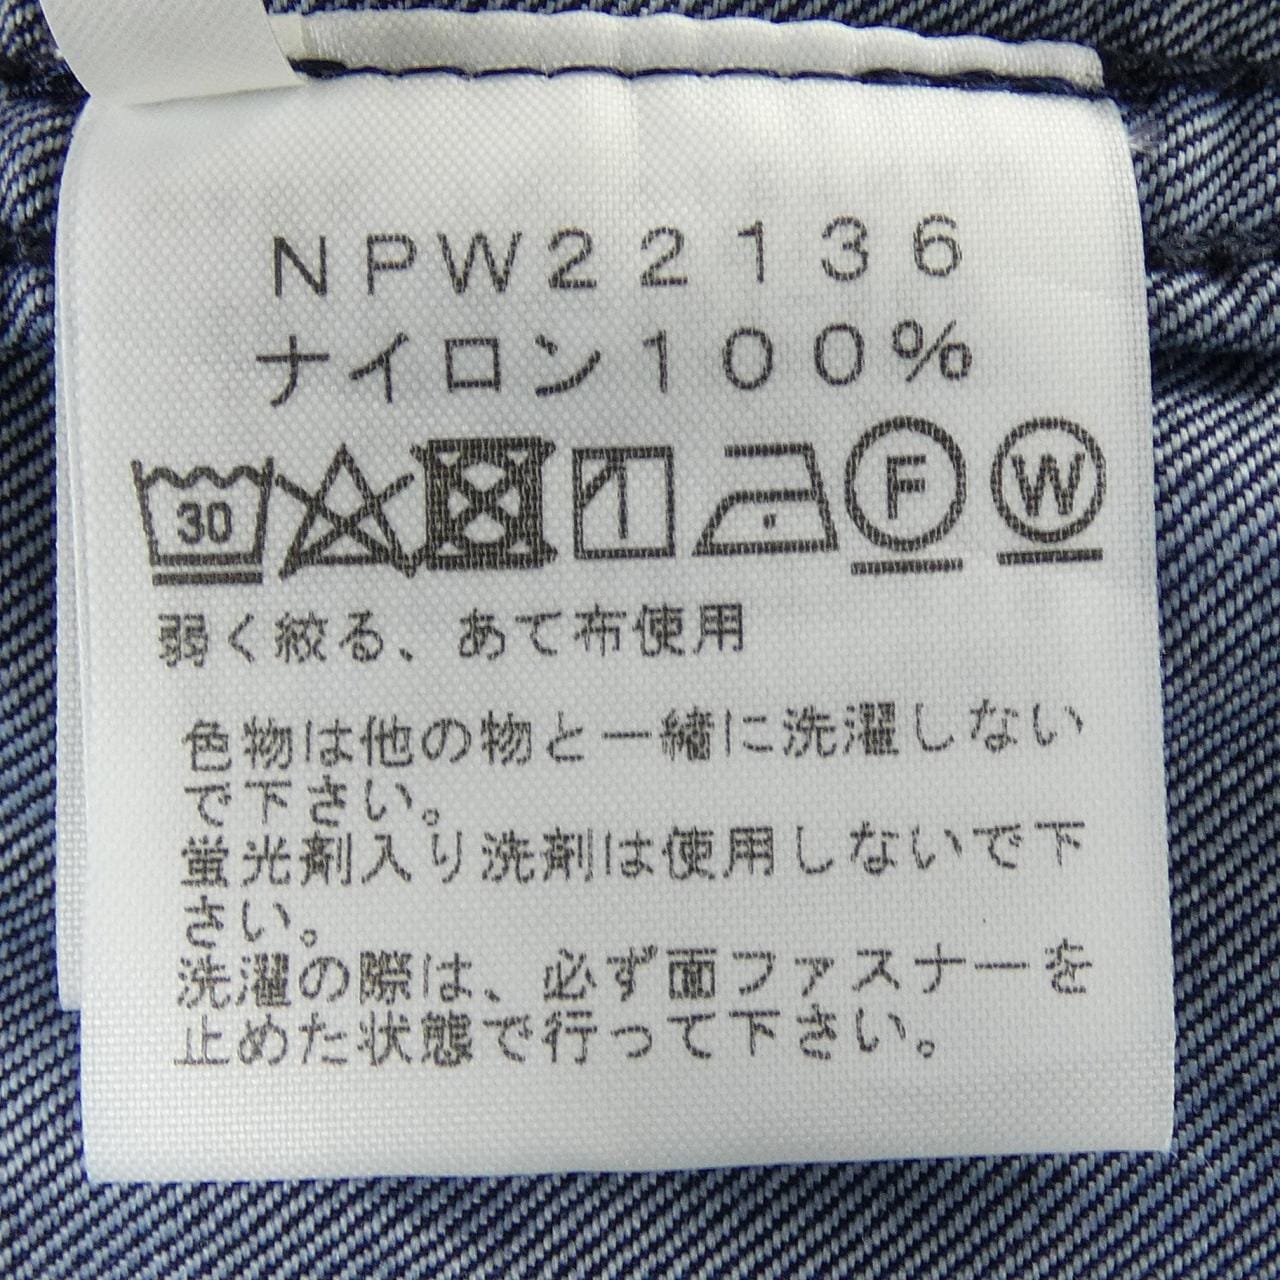 NPW22136
ナイロン100%
30 F W
弱く絞る、あて布使用
色物は他の物と一緒に洗濯しない
で下さい。
蛍光剤入り洗剤は使用しないで下
さい。
洗濯の際は、必ず面ファスナーを
止めた状態で行って下さい。